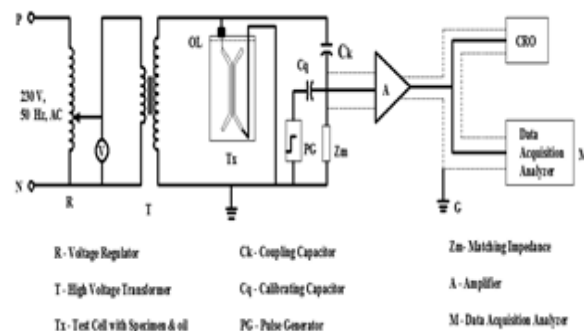 P
OL
Ck
Cq
CRO
A
230 V,
50 Hz, AC
V
Data
Acquisition
Analyzer
M
PG
Zm
Tx
N
R
T
G
R - Voltage Regulator
Ck - Coupling Capacitor
Zm- Matching Impedance
T - High Voltage Transformer
Cq - Calibrating Capacitor
A - Amplifier
Tx - Test Cell with Specimen & oil
PG - Pulse Generator
M - Data Acquisition Analyzer